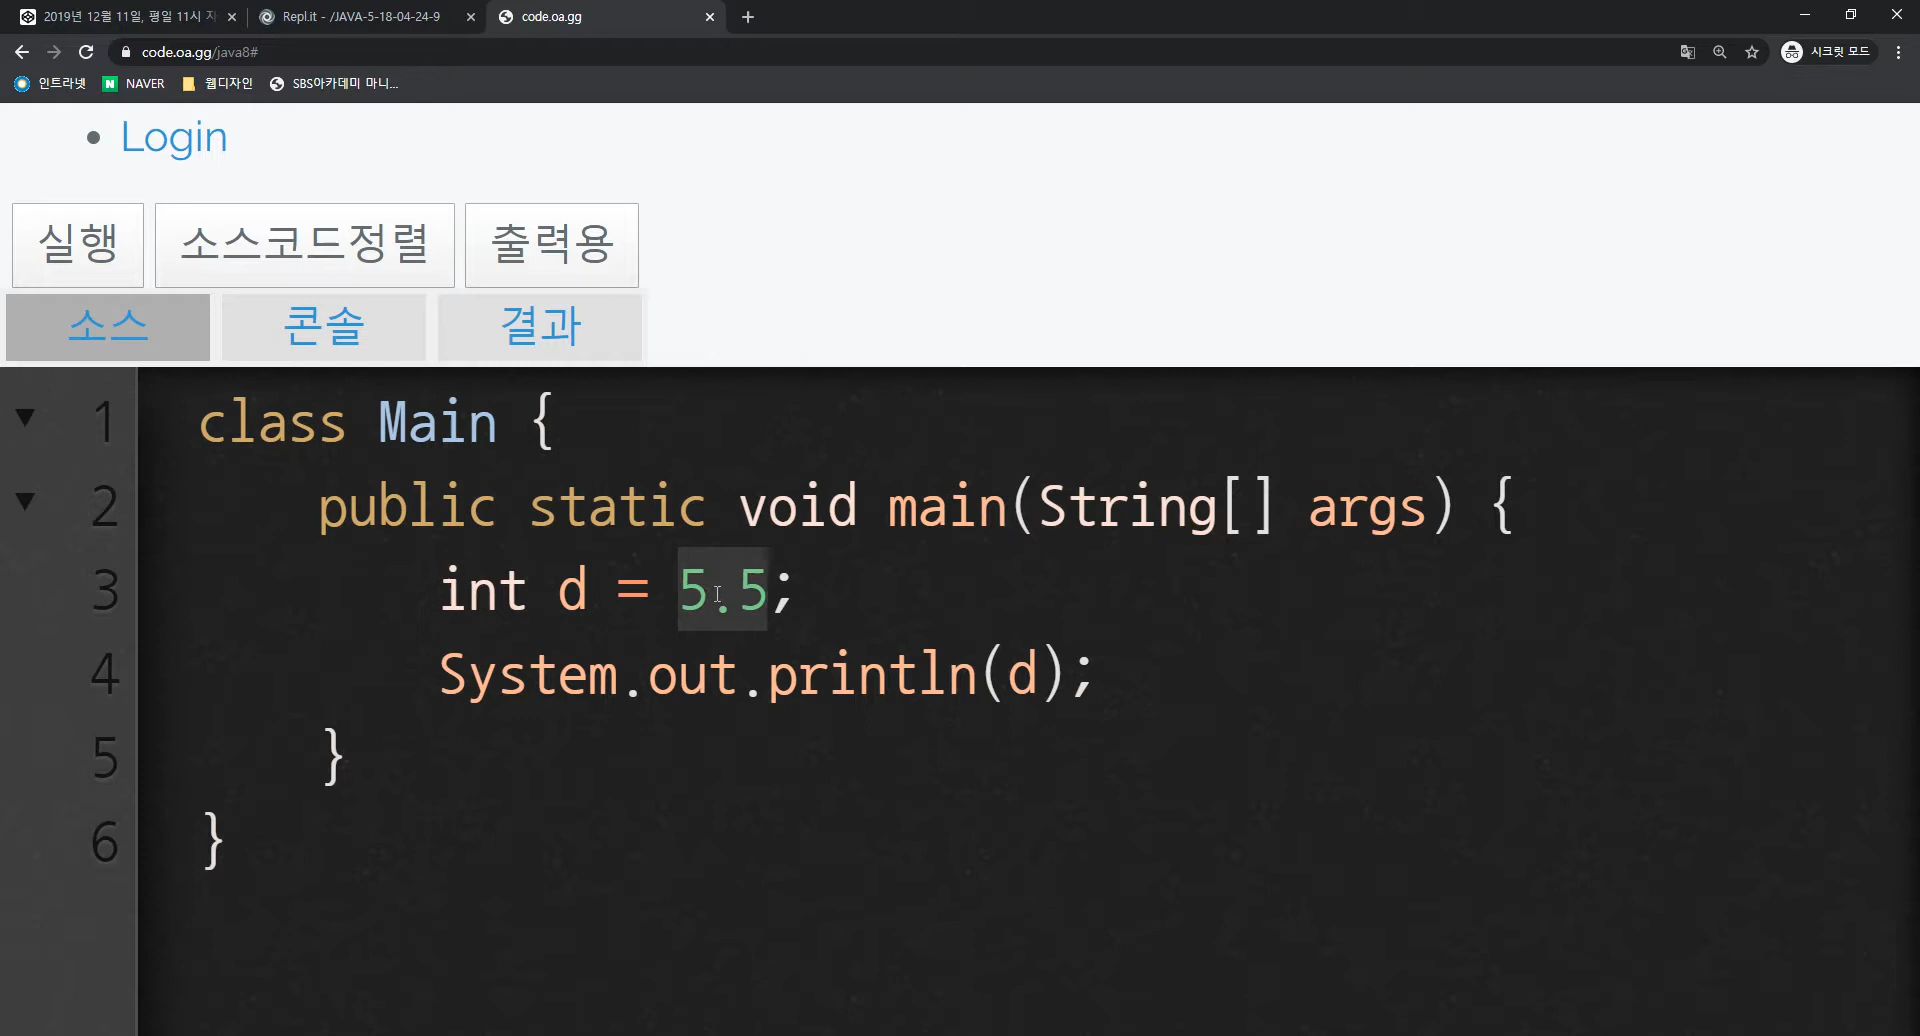 2019년 12월 11일, 평일 11시 자
Repl.it - /JAVA-5-18-04-24-9
code.oa.gg
code.oa.gg/java8#
시크릿 모드
인트라넷
NAVER
웹디자인
SBS아카데미 마니...
Login
실행
소스코드정렬
출력용
소스
콘솔
결과
1 class Main {
2 public static void main(String[] args) {
3 int d = 5.5;
4 System.out.println(d);
5 }
6 }